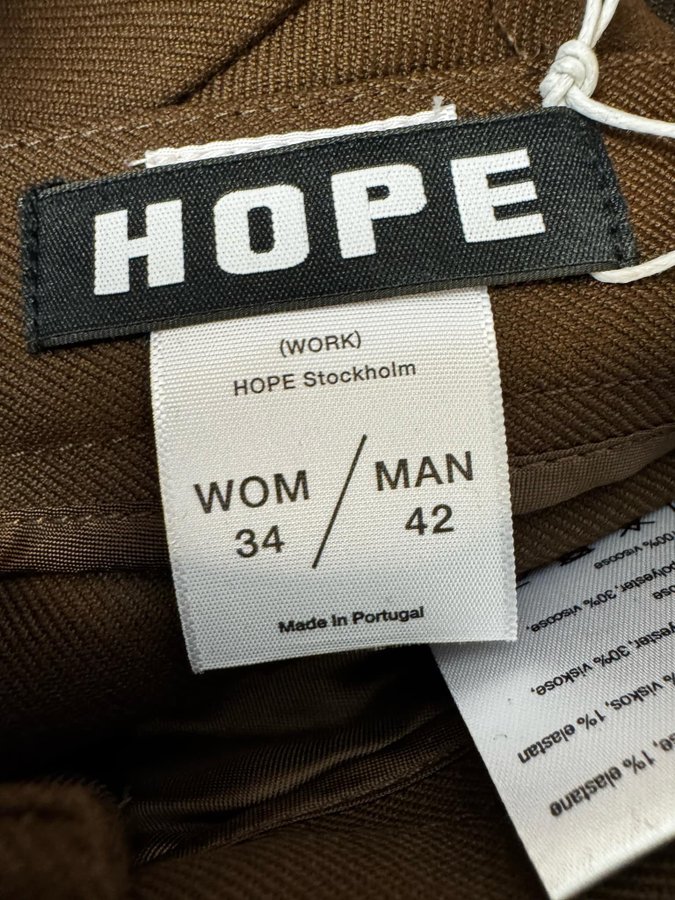 HOPE
(WORK)
HOPE Stockholm
WOM / MAN
34 42
Made in Portugal
100% viscose
polyester, 30% viscose,
ose
yester, 30% viskose,
% viskos, 1% elastan
se, 1% elastane